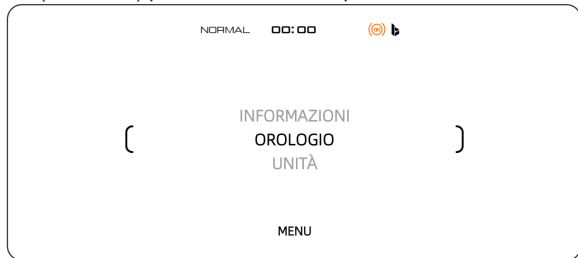 NORMAL 00:00
INFORMAZIONI
OROLOGIO
UNITÀ
MENU